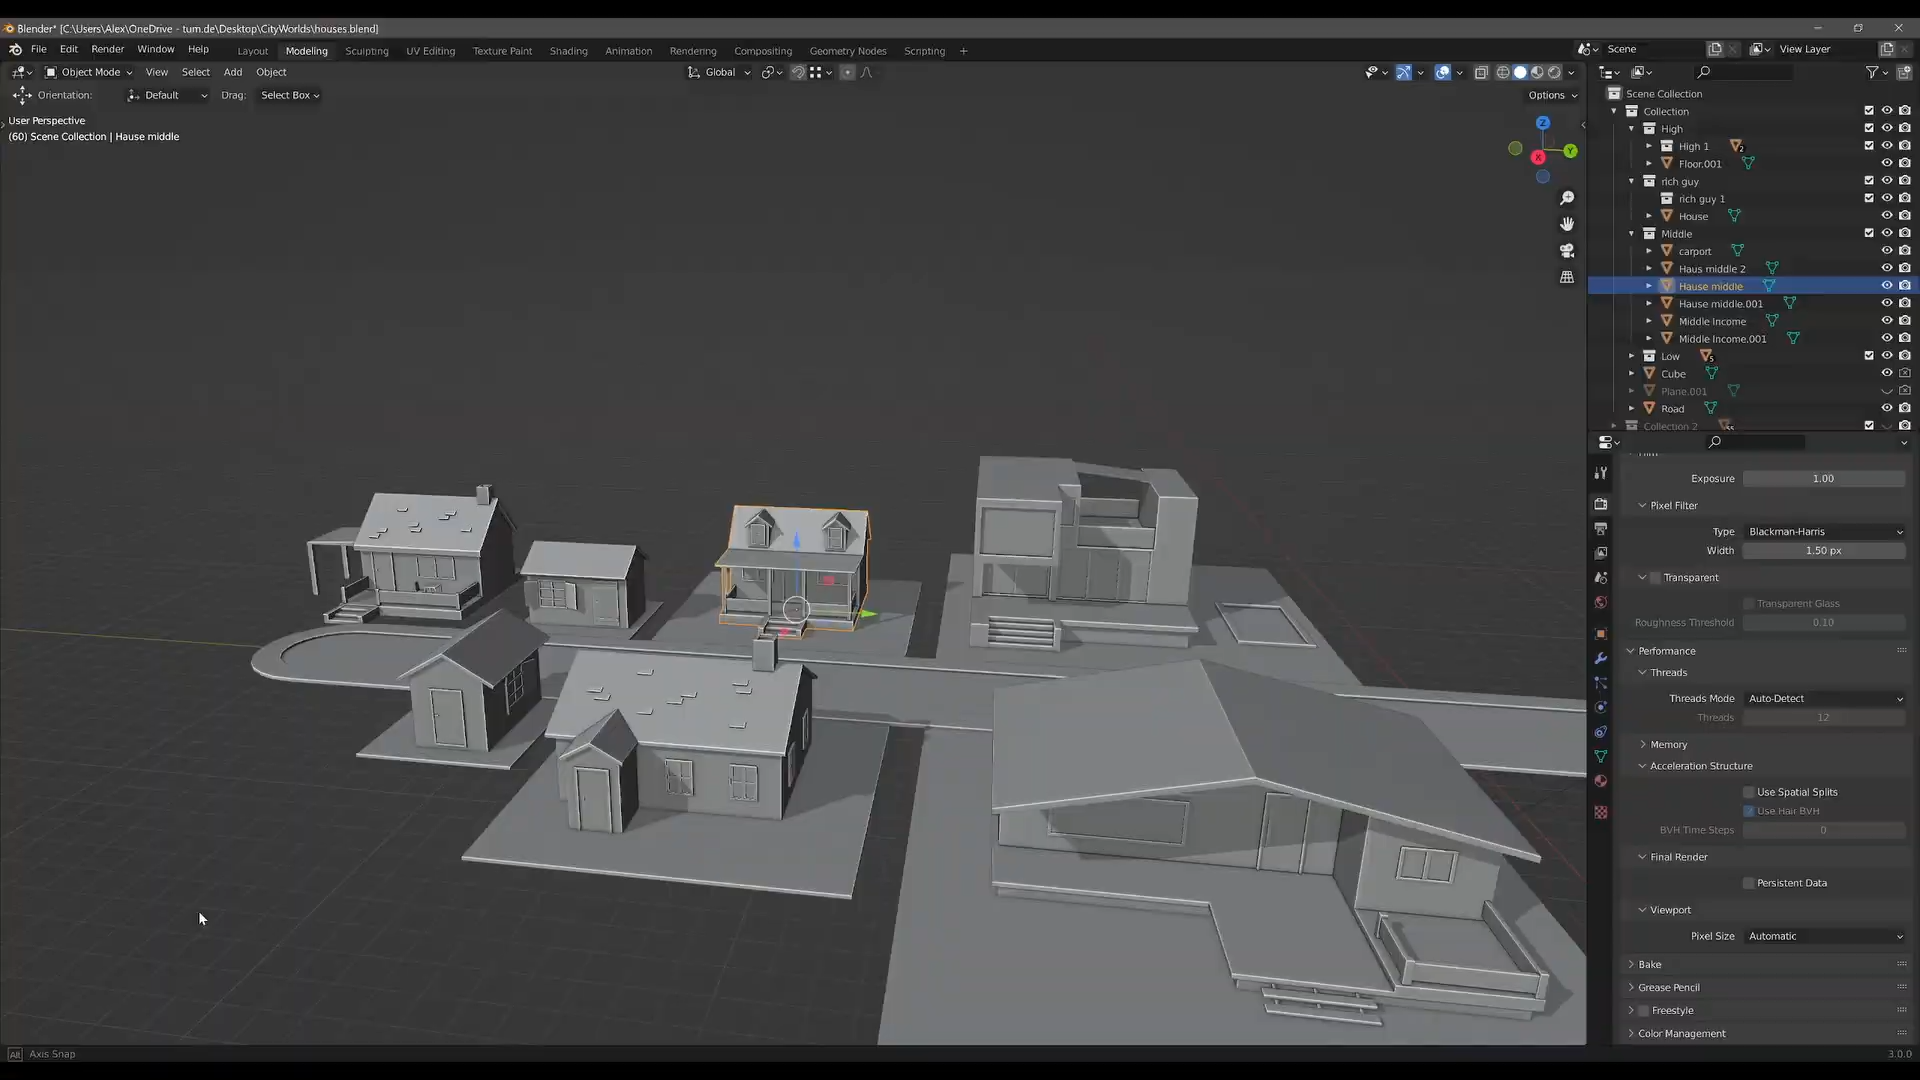 Blender* [C:\Users\Alex\OneDrive - tum.de\Desktop\CityWorlds\houses.blend]
File Edit Render Window Help Layout Modeling Sculpting UV Editing Texture Paint Shading Animation Rendering Compositing Geometry Nodes Scripting + Scene View Layer
Object Mode View Select Add Object Global
Orientation: Default Drag: Select Box Options
User Perspective
(60) Scene Collection | Hause middle
Z
Y
X
Scene Collection
Collection
High
High 1 2
Floor.001
rich guy
rich guy 1
House
Middle
carport
Haus middle 2
Hause middle
Hause middle.001
Middle Income
Middle Income.001
Low 5
Cube
Plane.001
Road
Collection 2
Exposure 1.00
Pixel Filter
Type Blackman-Harris
Width 1.50 px
Transparent
Transparent Glass
Roughness Threshold 0.10
Performance
Threads
Threads Mode Auto-Detect
Threads 12
Memory
Acceleration Structure
Use Spatial Splits
Use Hair BVH
BVH Time Steps 0
Final Render
Persistent Data
Viewport
Pixel Size Automatic
Bake
Grease Pencil
Freestyle
Color Management
Alt Axis Snap
3.0.0